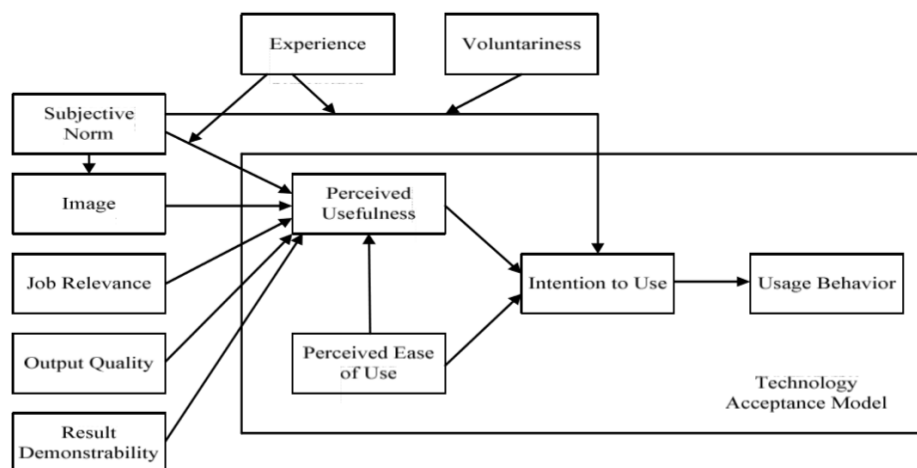 Experience
Voluntariness
Subjective
Norm
Image
Perceived
Usefulness
Job Relevance
Intention to Use
Usage Behavior
Output Quality
Perceived Ease
of Use
Technology
Acceptance Model
Result
Demonstrability